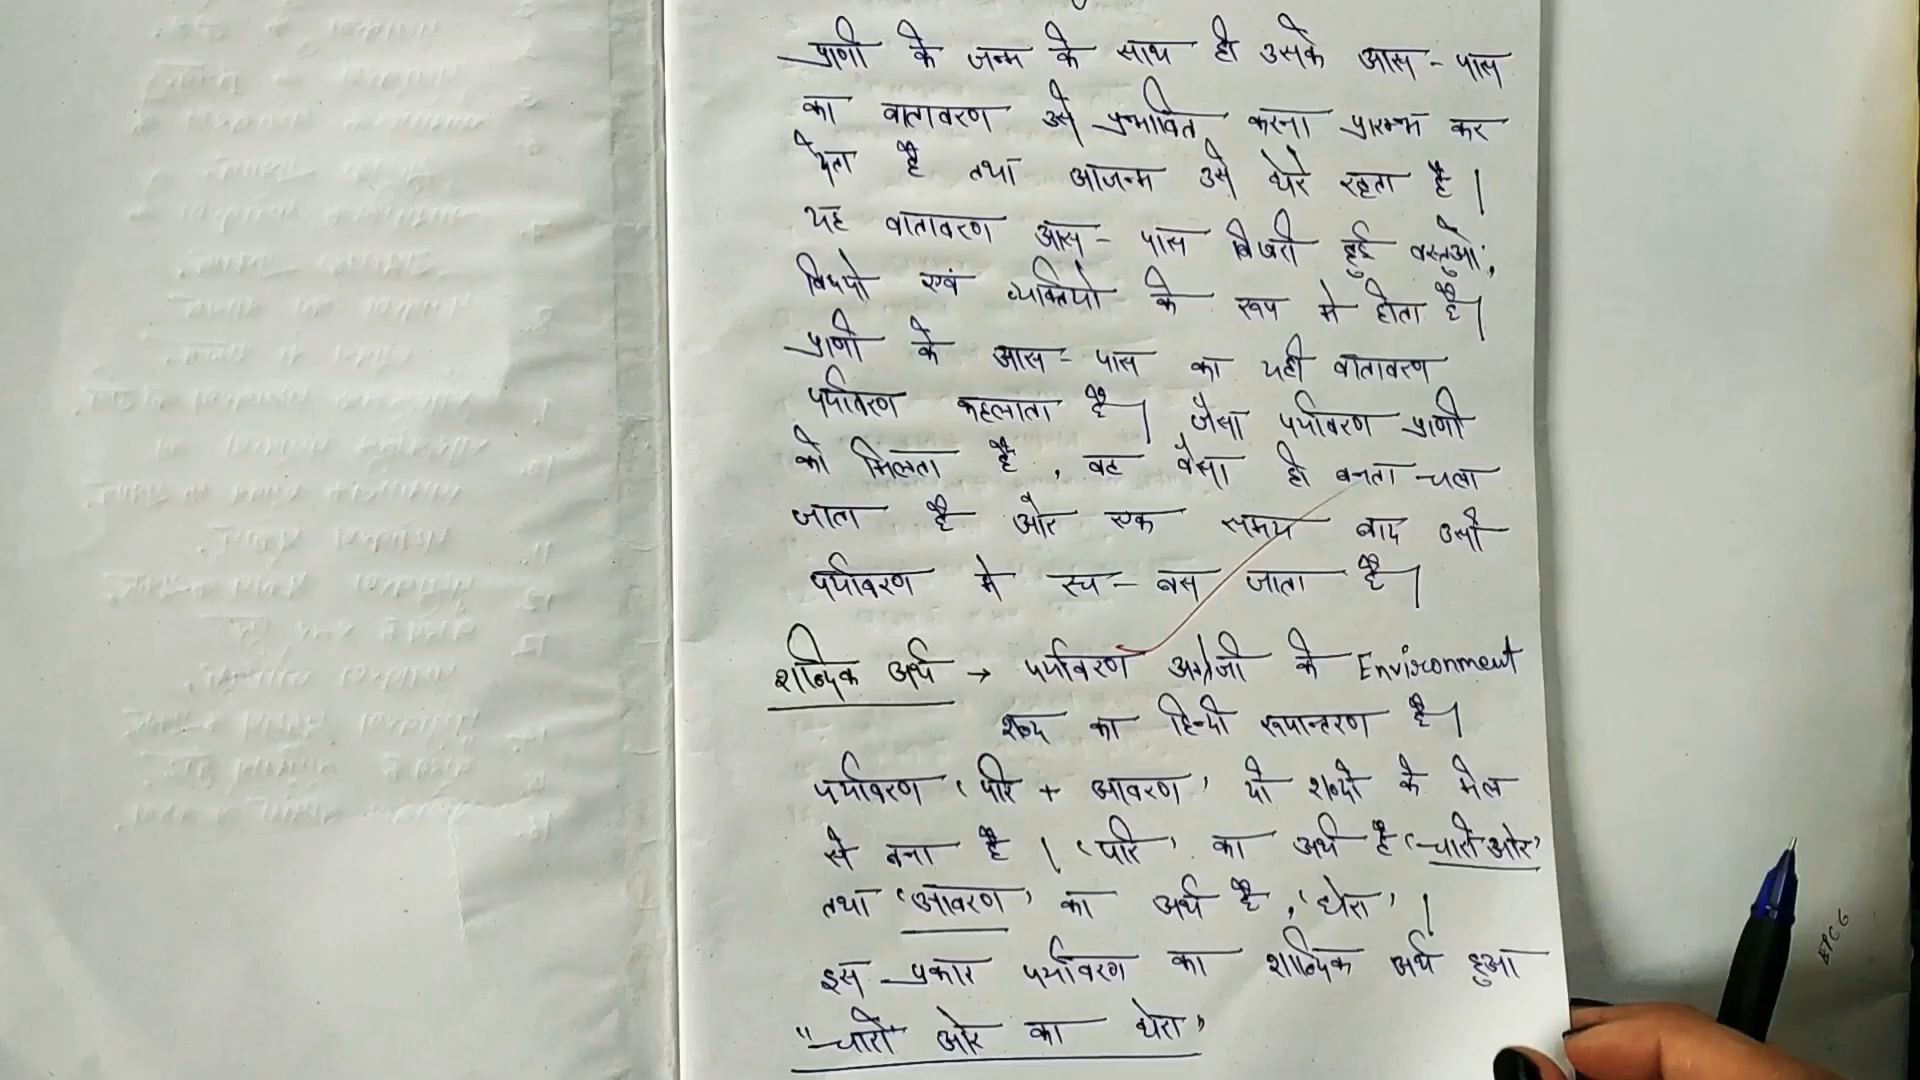 प्राणी के जन्म के साथ ही उसके आस-पास
का वातावरण उसे प्रभावित करना प्रारम्भ कर
देता है तथा आजन्म उसे घेरे रहता है।
यह वातावरण आस-पास बिखरी हुई वस्तुओं,
विषयो एवं व्यक्तियो के रूप मे होता है।
प्राणी के आस-पास का यही वातावरण
पर्यावरण कहलाता है। जैसा पर्यावरण प्राणी
को मिलता है, वह वैसा ही बनता चला
जाता है और एक समय बाद उसी
पर्यावरण मे रच-बस जाता है।
शाब्दिक अर्थ → पर्यावरण अंग्रेजी के Environment
शब्द का हिन्दी रूपान्तरण है।
पर्यावरण 'परि + आवरण' दो शब्दो के मेल
से बना है। 'परि' का अर्थ है 'चारो ओर'
तथा 'आवरण' का अर्थ है, 'घेरा'।
इस प्रकार पर्यावरण का शाब्दिक अर्थ हुआ
"चारो ओर का घेरा"
EPC 6